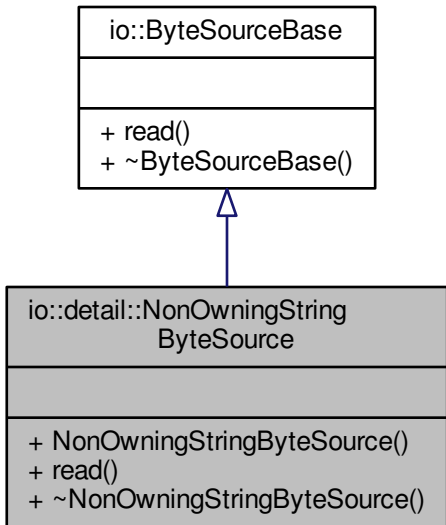 io::ByteSourceBase
+ read()
+ ~ByteSourceBase()
io::detail::NonOwningString
ByteSource
+ NonOwningStringByteSource()
+ read()
+ ~NonOwningStringByteSource()